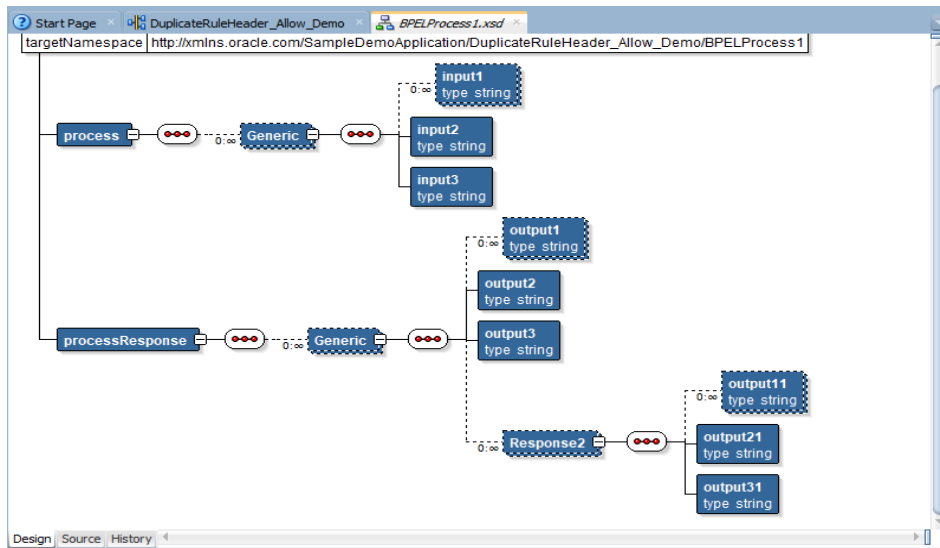 Start Page
DuplicateRuleHeader_Allow_Demo
BPELProcess1.xsd
targetNamespace http://xmlns.oracle.com/SampleDemoApplication/DuplicateRuleHeader_Allow_Demo/BPELProcess1
input1
type string
0:∞
process
0:∞
Generic
input2
type string
input3
type string
output1
type string
0:∞
output2
type string
processResponse
0:∞
Generic
output3
type string
output11
type string
0:∞
0:∞
Response2
output21
type string
output31
type string
Design Source History